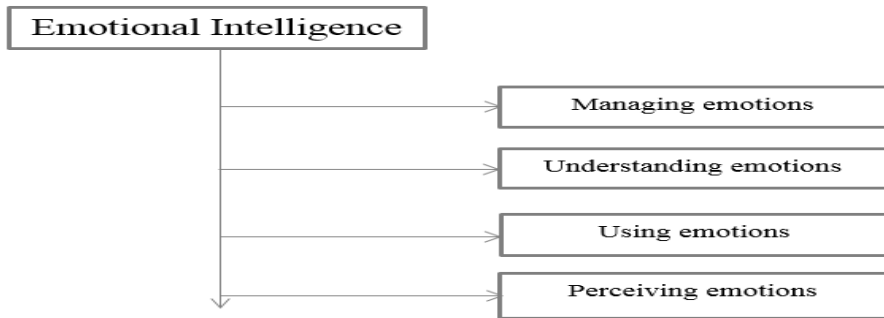 Emotional Intelligence
Managing emotions
Understanding emotions
Using emotions
Perceiving emotions